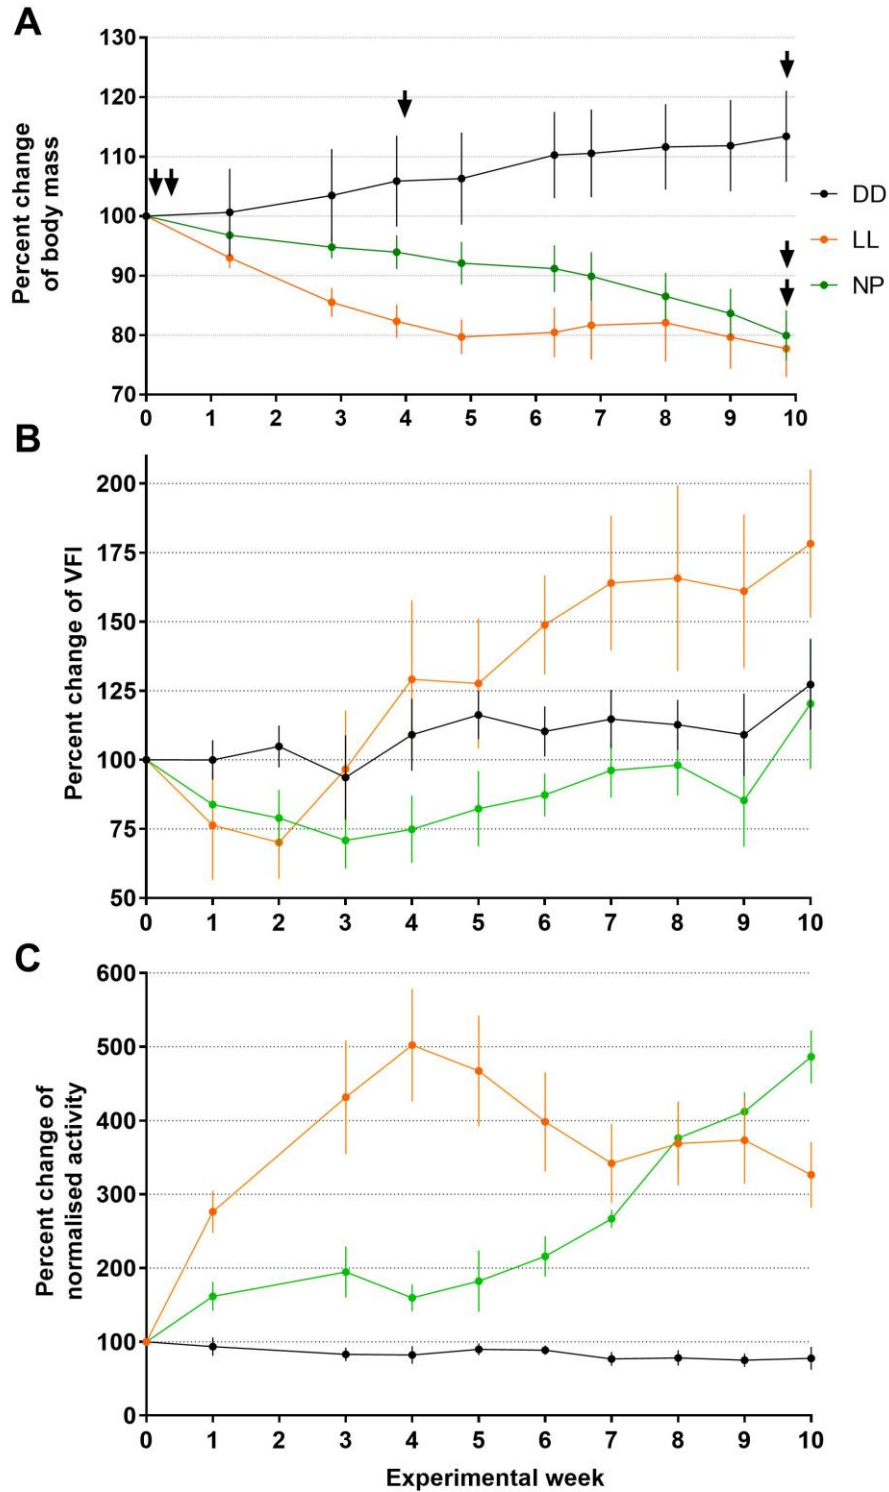 A
Percent change
of body mass
130
120
110
100
90
80
70
0 1 2 3 4 5 6 7 8 9 10
DD
LL
NP
B
Percent change of VFI
200
175
150
125
100
75
50
0 1 2 3 4 5 6 7 8 9 10
C
Percent change of
normalised activity
600
500
400
300
200
100
0
0 1 2 3 4 5 6 7 8 9 10
Experimental week